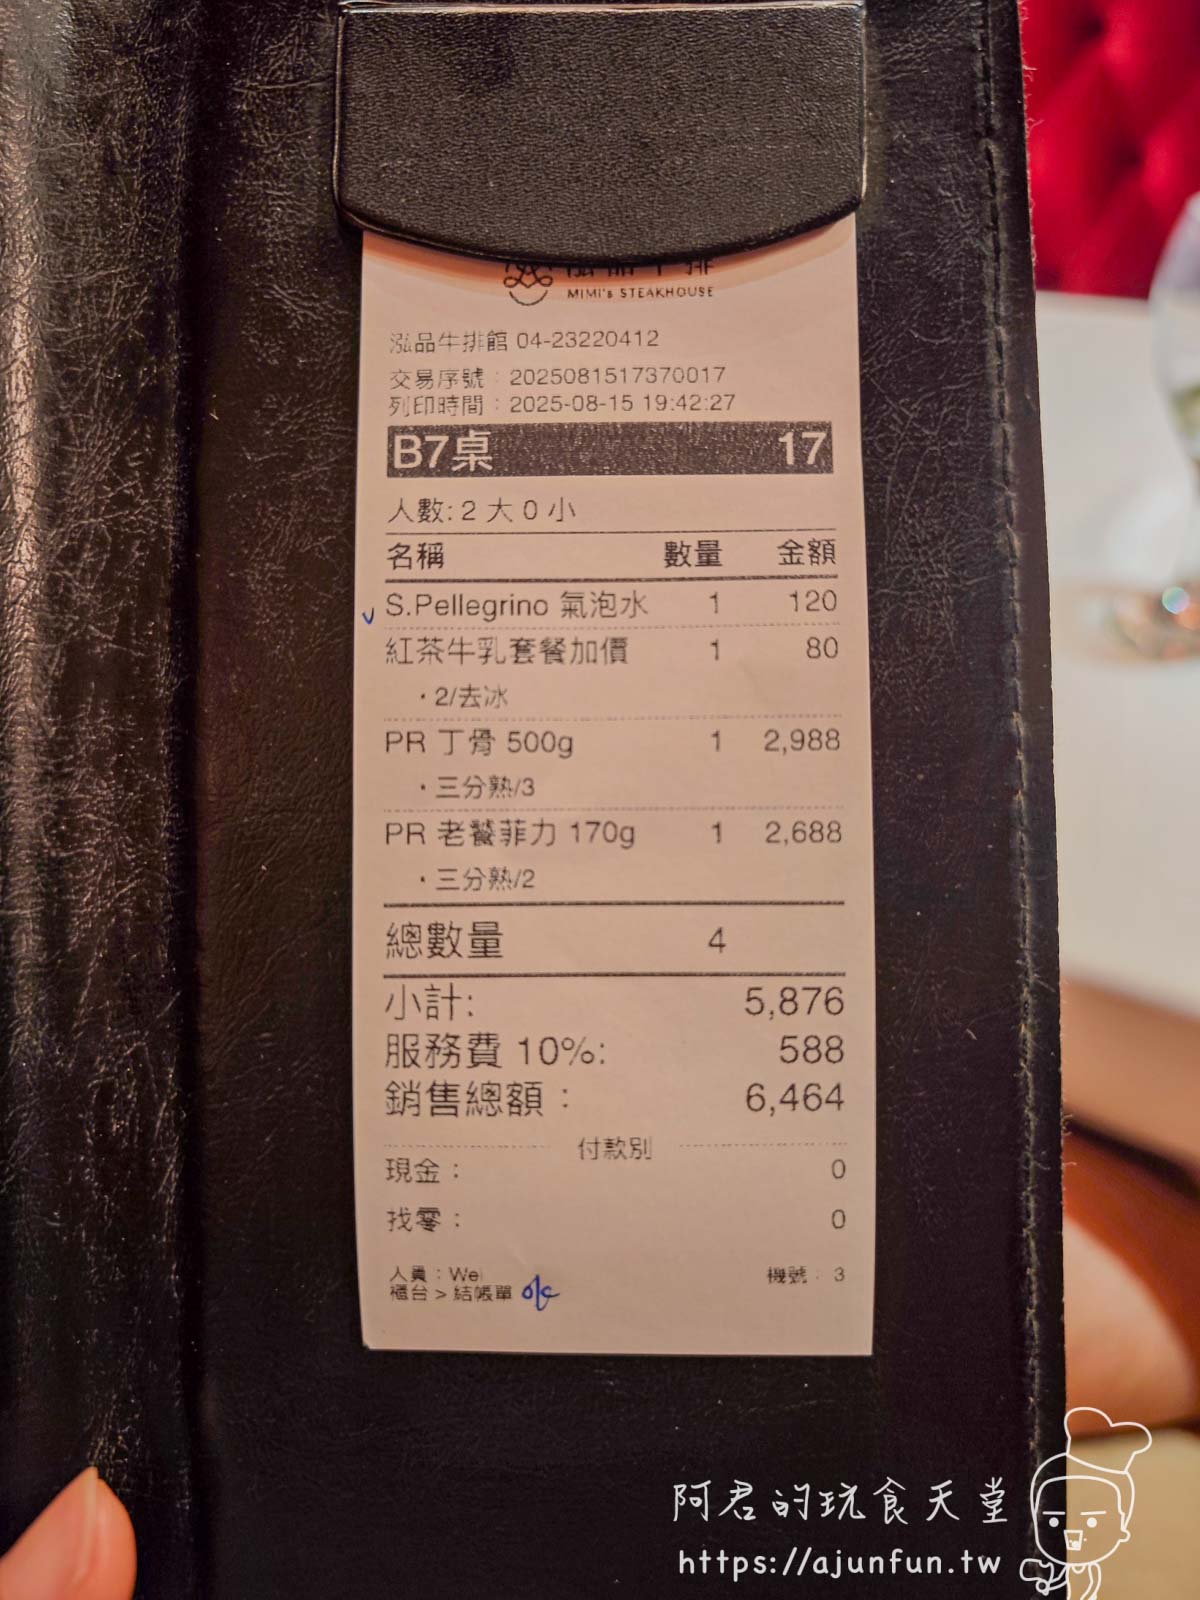 MIMI's STEAKHOUSE
泓品牛排館 04-23220412
交易序號：2025081517370017
列印時間：2025-08-15 19:42:27
B7桌 17
人數: 2 大 0 小
名稱 數量 金額
S.Pellegrino 氣泡水 1 120
紅茶牛乳套餐加價 1 80
・2/去冰
PR 丁骨 500g 1 2,988
・三分熟/3
PR 老饕菲力 170g 1 2,688
・三分熟/2
總數量 4
小計: 5,876
服務費 10%: 588
銷售總額： 6,464
付款別
現金： 0
找零： 0
人員：Wei 機號：3
櫃台 > 結帳單
阿君的玩食天堂
https://ajunfun.tw